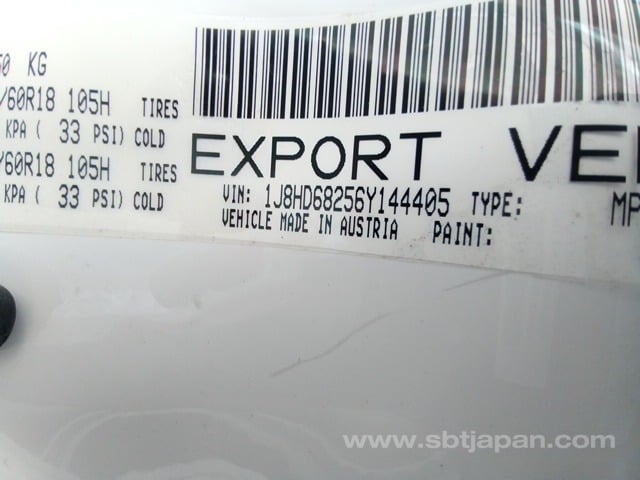 50 KG
/60R18 105H TIRES
KPA ( 33 PSI) COLD
/60R18 105H TIRES
KPA ( 33 PSI) COLD
EXPORT VE
VIN: 1J8HD68256Y144405 TYPE: MP
VEHICLE MADE IN AUSTRIA PAINT:
www.sbtjapan.com